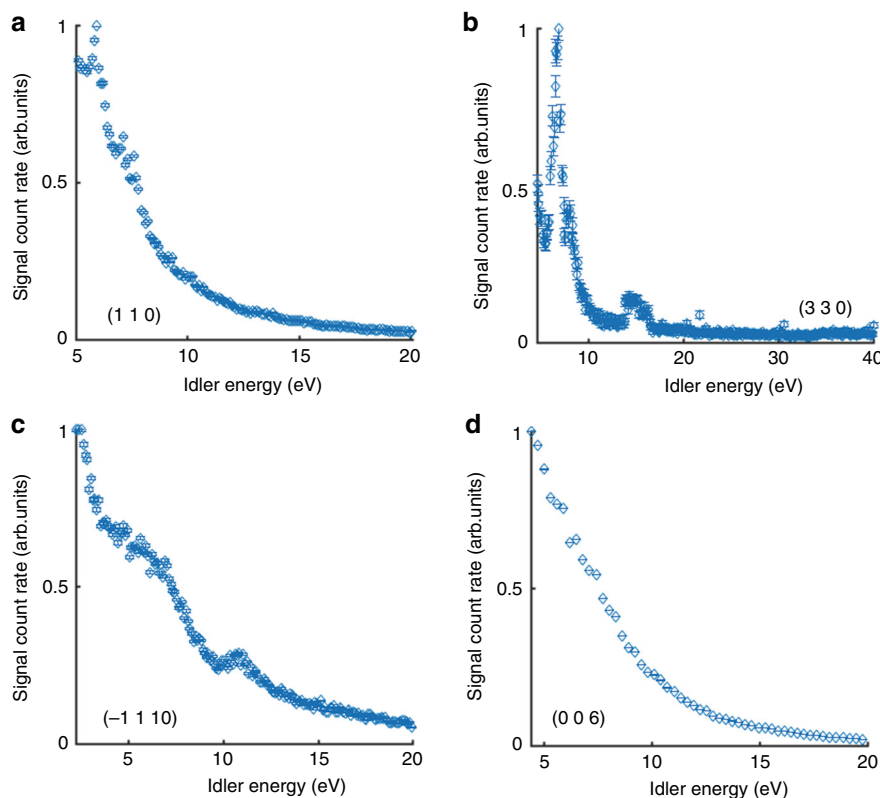 a
1
0.5
0
Signal count rate (arb.units)
(1 1 0)
5
10
15
20
Idler energy (eV)
b
1
0.5
0
Signal count rate (arb.units)
(3 3 0)
10
20
30
40
Idler energy (eV)
c
1
0.5
0
Signal count rate (arb.units)
(–1 1 10)
5
10
15
20
Idler energy (eV)
d
1
0.5
0
Signal count rate (arb.units)
(0 0 6)
5
10
15
20
Idler energy (eV)